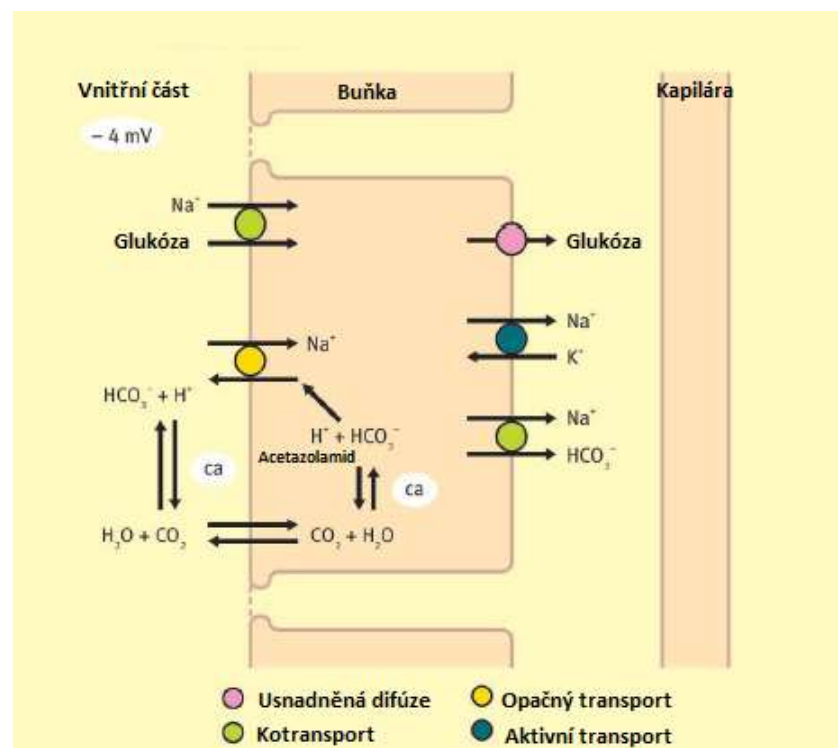 Vnitřní část
Buňka
Kapilára
– 4 mV
Na⁺
Glukóza
Glukóza
Na⁺
Na⁺
K⁺
HCO₃⁻ + H⁺
H⁺ + HCO₃⁻
Na⁺
Acetazolamid
HCO₃⁻
ca
ca
H₂O + CO₂
CO₂ + H₂O
Usnadněná difúze
Opačný transport
Kotransport
Aktivní transport